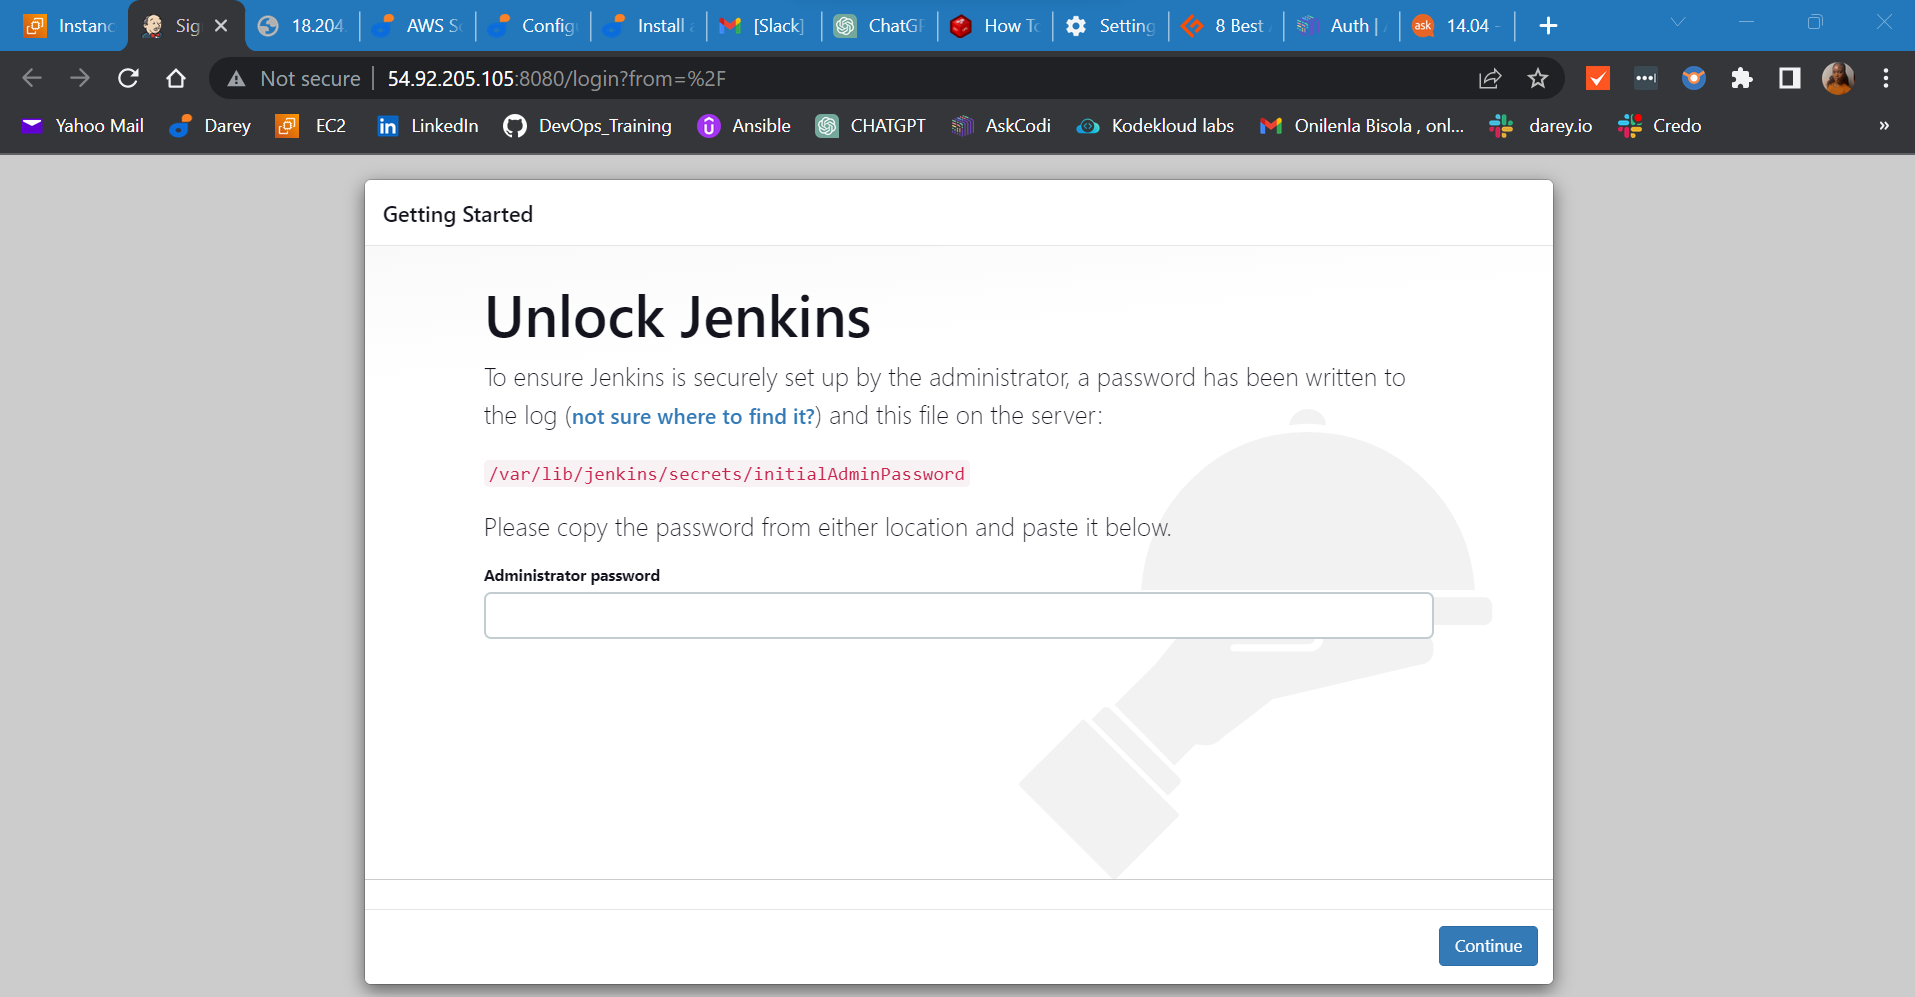 Instanc Sig 18.204. AWS Se Config Install a [Slack] ChatGP How To Setting 8 Best Auth | 14.04 -
Not secure 54.92.205.105:8080/login?from=%2F
Yahoo Mail Darey EC2 LinkedIn DevOps_Training Ansible CHATGPT AskCodi Kodekloud labs Onilenla Bisola , onl... darey.io Credo »
Getting Started
Unlock Jenkins
To ensure Jenkins is securely set up by the administrator, a password has been written to
the log (not sure where to find it?) and this file on the server:
/var/lib/jenkins/secrets/initialAdminPassword
Please copy the password from either location and paste it below.
Administrator password
Continue